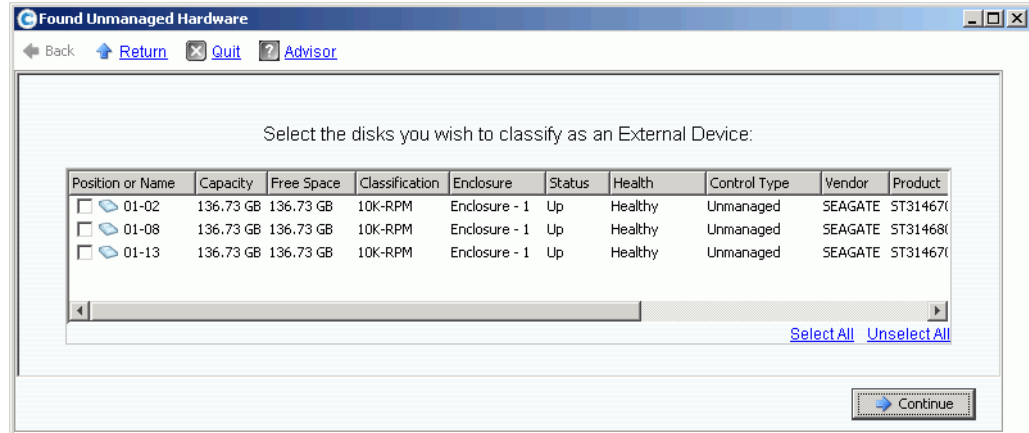 Found Unmanaged Hardware
Back Return Quit Advisor
Select the disks you wish to classify as an External Device:
Position or Name Capacity Free Space Classification Enclosure Status Health Control Type Vendor Product
01-02 136.73 GB 136.73 GB 10K-RPM Enclosure - 1 Up Healthy Unmanaged SEAGATE ST314670
01-08 136.73 GB 136.73 GB 10K-RPM Enclosure - 1 Up Healthy Unmanaged SEAGATE ST314680
01-13 136.73 GB 136.73 GB 10K-RPM Enclosure - 1 Up Healthy Unmanaged SEAGATE ST314670
Select All Unselect All
Continue